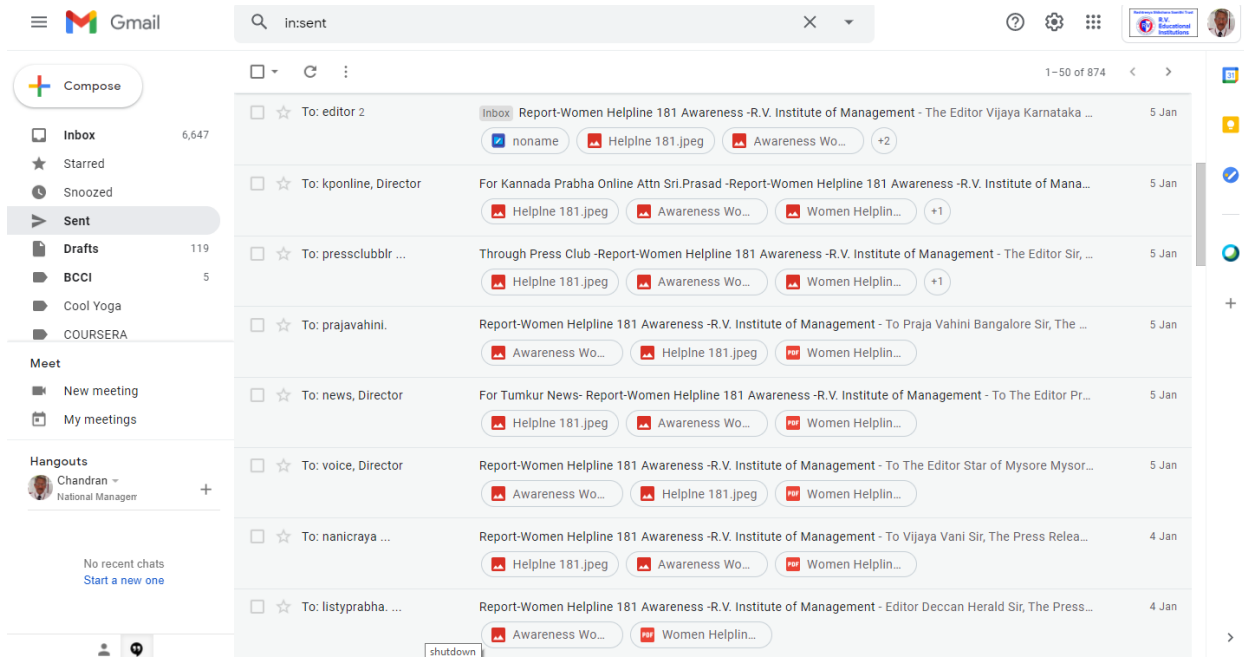 Gmail
in:sent
Rashtreeya Sikshana Samithi Trust
R.V.
Educational
Institutions
Compose
1–50 of 874
31
Inbox 6,647
Starred
Snoozed
Sent
Drafts 119
BCCI 5
Cool Yoga
COURSERA
Meet
New meeting
My meetings
Hangouts
Chandran
National Managem
No recent chats
Start a new one
To: editor 2 Inbox Report-Women Helpline 181 Awareness -R.V. Institute of Management - The Editor Vijaya Karnataka ... 5 Jan
noname Helplne 181.jpeg Awareness Wo... +2
To: kponline, Director For Kannada Prabha Online Attn Sri.Prasad -Report-Women Helpline 181 Awareness -R.V. Institute of Mana... 5 Jan
Helplne 181.jpeg Awareness Wo... Women Helplin... +1
To: pressclubblr ... Through Press Club -Report-Women Helpline 181 Awareness -R.V. Institute of Management - The Editor Sir, ... 5 Jan
Helplne 181.jpeg Awareness Wo... Women Helplin... +1
To: prajavahini. Report-Women Helpline 181 Awareness -R.V. Institute of Management - To Praja Vahini Bangalore Sir, The ... 5 Jan
Awareness Wo... Helplne 181.jpeg PDF Women Helplin...
To: news, Director For Tumkur News- Report-Women Helpline 181 Awareness -R.V. Institute of Management - To The Editor Pr... 5 Jan
Helplne 181.jpeg Awareness Wo... PDF Women Helplin...
To: voice, Director Report-Women Helpline 181 Awareness -R.V. Institute of Management - To The Editor Star of Mysore Mysor... 5 Jan
Awareness Wo... Helplne 181.jpeg PDF Women Helplin...
To: nanicraya ... Report-Women Helpline 181 Awareness -R.V. Institute of Management - To Vijaya Vani Sir, The Press Relea... 4 Jan
Helplne 181.jpeg Awareness Wo... PDF Women Helplin...
To: listyprabha. ... Report-Women Helpline 181 Awareness -R.V. Institute of Management - Editor Deccan Herald Sir, The Press... 4 Jan
Awareness Wo... PDF Women Helplin...
shutdown